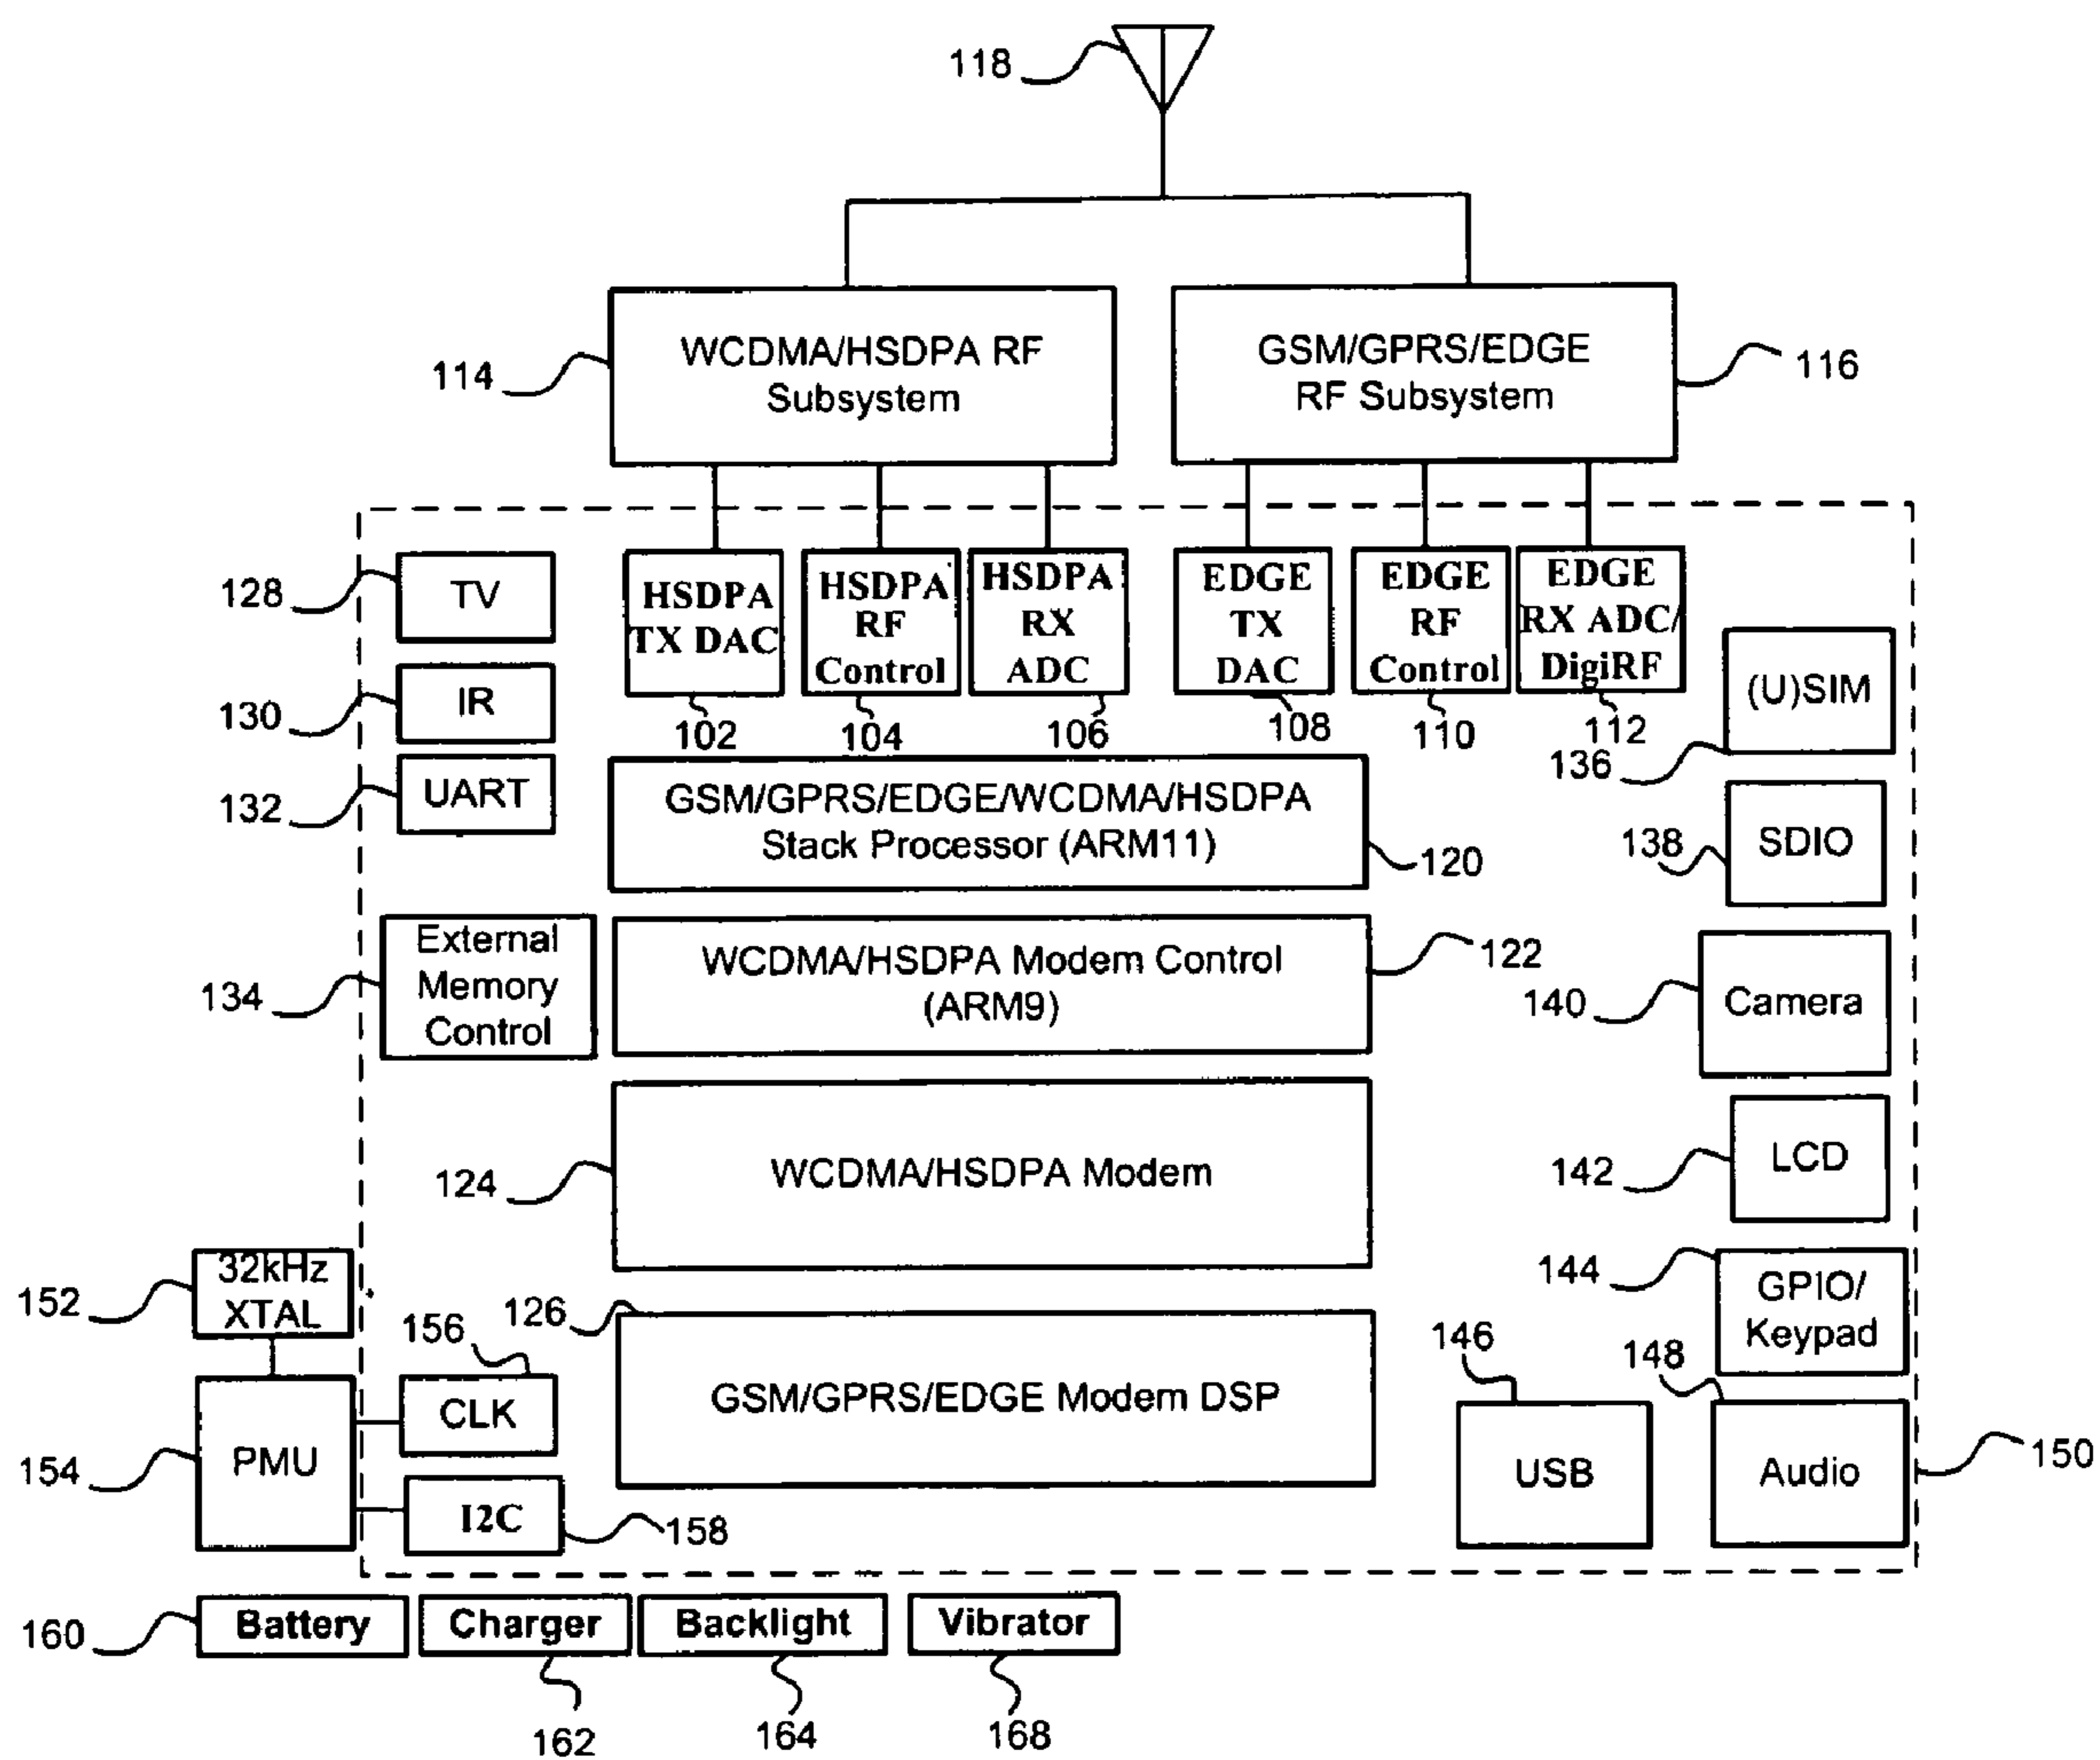 118
WCDMA/HSDPA RF
Subsystem
114
GSM/GPRS/EDGE
RF Subsystem
116
128
TV
HSDPA
TX DAC
HSDPA
RF
Control
HSDPA
RX
ADC
EDGE
TX
DAC
EDGE
RF
Control
EDGE
RX ADC/
DigiRF
102
104
106
108
110
112
130
IR
132
UART
(U)SIM
136
GSM/GPRS/EDGE/WCDMA/HSDPA
Stack Processor (ARM11)
120
138
SDIO
External
Memory
Control
134
WCDMA/HSDPA Modem Control
(ARM9)
122
140
Camera
WCDMA/HSDPA Modem
124
142
LCD
32kHz
XTAL
152
126
156
144
GPIO/
Keypad
146
148
PMU
154
CLK
GSM/GPRS/EDGE Modem DSP
USB
Audio
150
I2C
158
160
Battery
Charger
Backlight
Vibrator
162
164
168